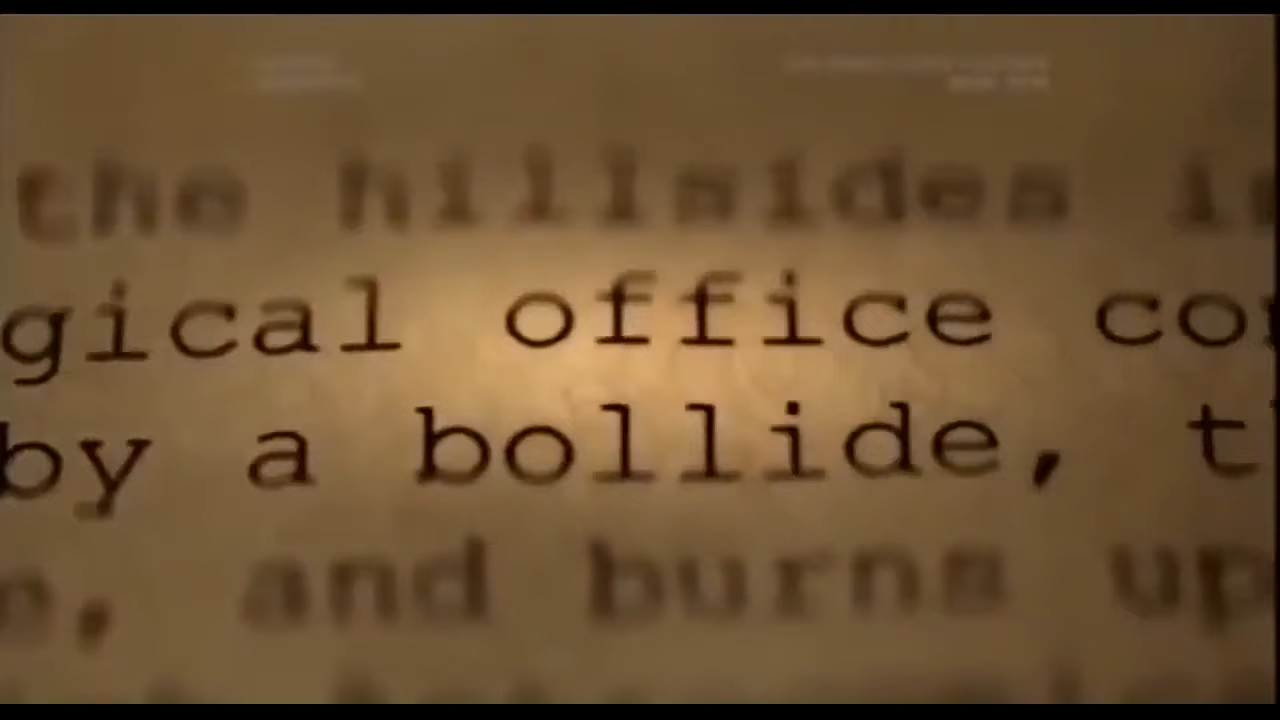 the hillsides i
gical office co
by a bollide, t
, and burns up